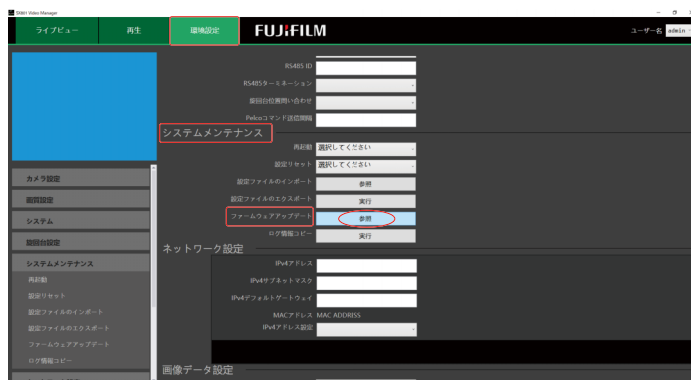 SX801 Video Manager
ライブビュー
再生
環境設定
FUJIFILM
ユーザー名 admin
RS485 ID
RS485ターミネーション
旋回台位置問い合わせ
Pelcoコマンド送信間隔
システムメンテナンス
再起動 選択してください
設定リセット 選択してください
設定ファイルのインポート 参照
設定ファイルのエクスポート 実行
ファームウェアアップデート 参照
ログ情報コピー 実行
ネットワーク設定
IPv4アドレス
IPv4サブネットマスク
IPv4デフォルトゲートウェイ
MACアドレス MAC ADDRISS
IPv4アドレス設定
画像データ設定
カメラ設定
画質設定
システム
旋回台設定
システムメンテナンス
再起動
設定リセット
設定ファイルのインポート
設定ファイルのエクスポート
ファームウェアアップデート
ログ情報コピー